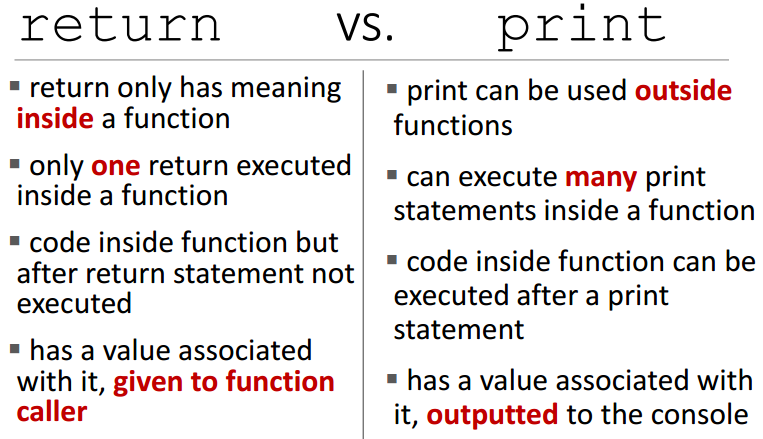 return vs. print
▪ return only has meaning
inside a function
▪ only one return executed
inside a function
▪ code inside function but
after return statement not
executed
▪ has a value associated
with it, given to function
caller
▪ print can be used outside
functions
▪ can execute many print
statements inside a function
▪ code inside function can be
executed after a print
statement
▪ has a value associated with
it, outputted to the console